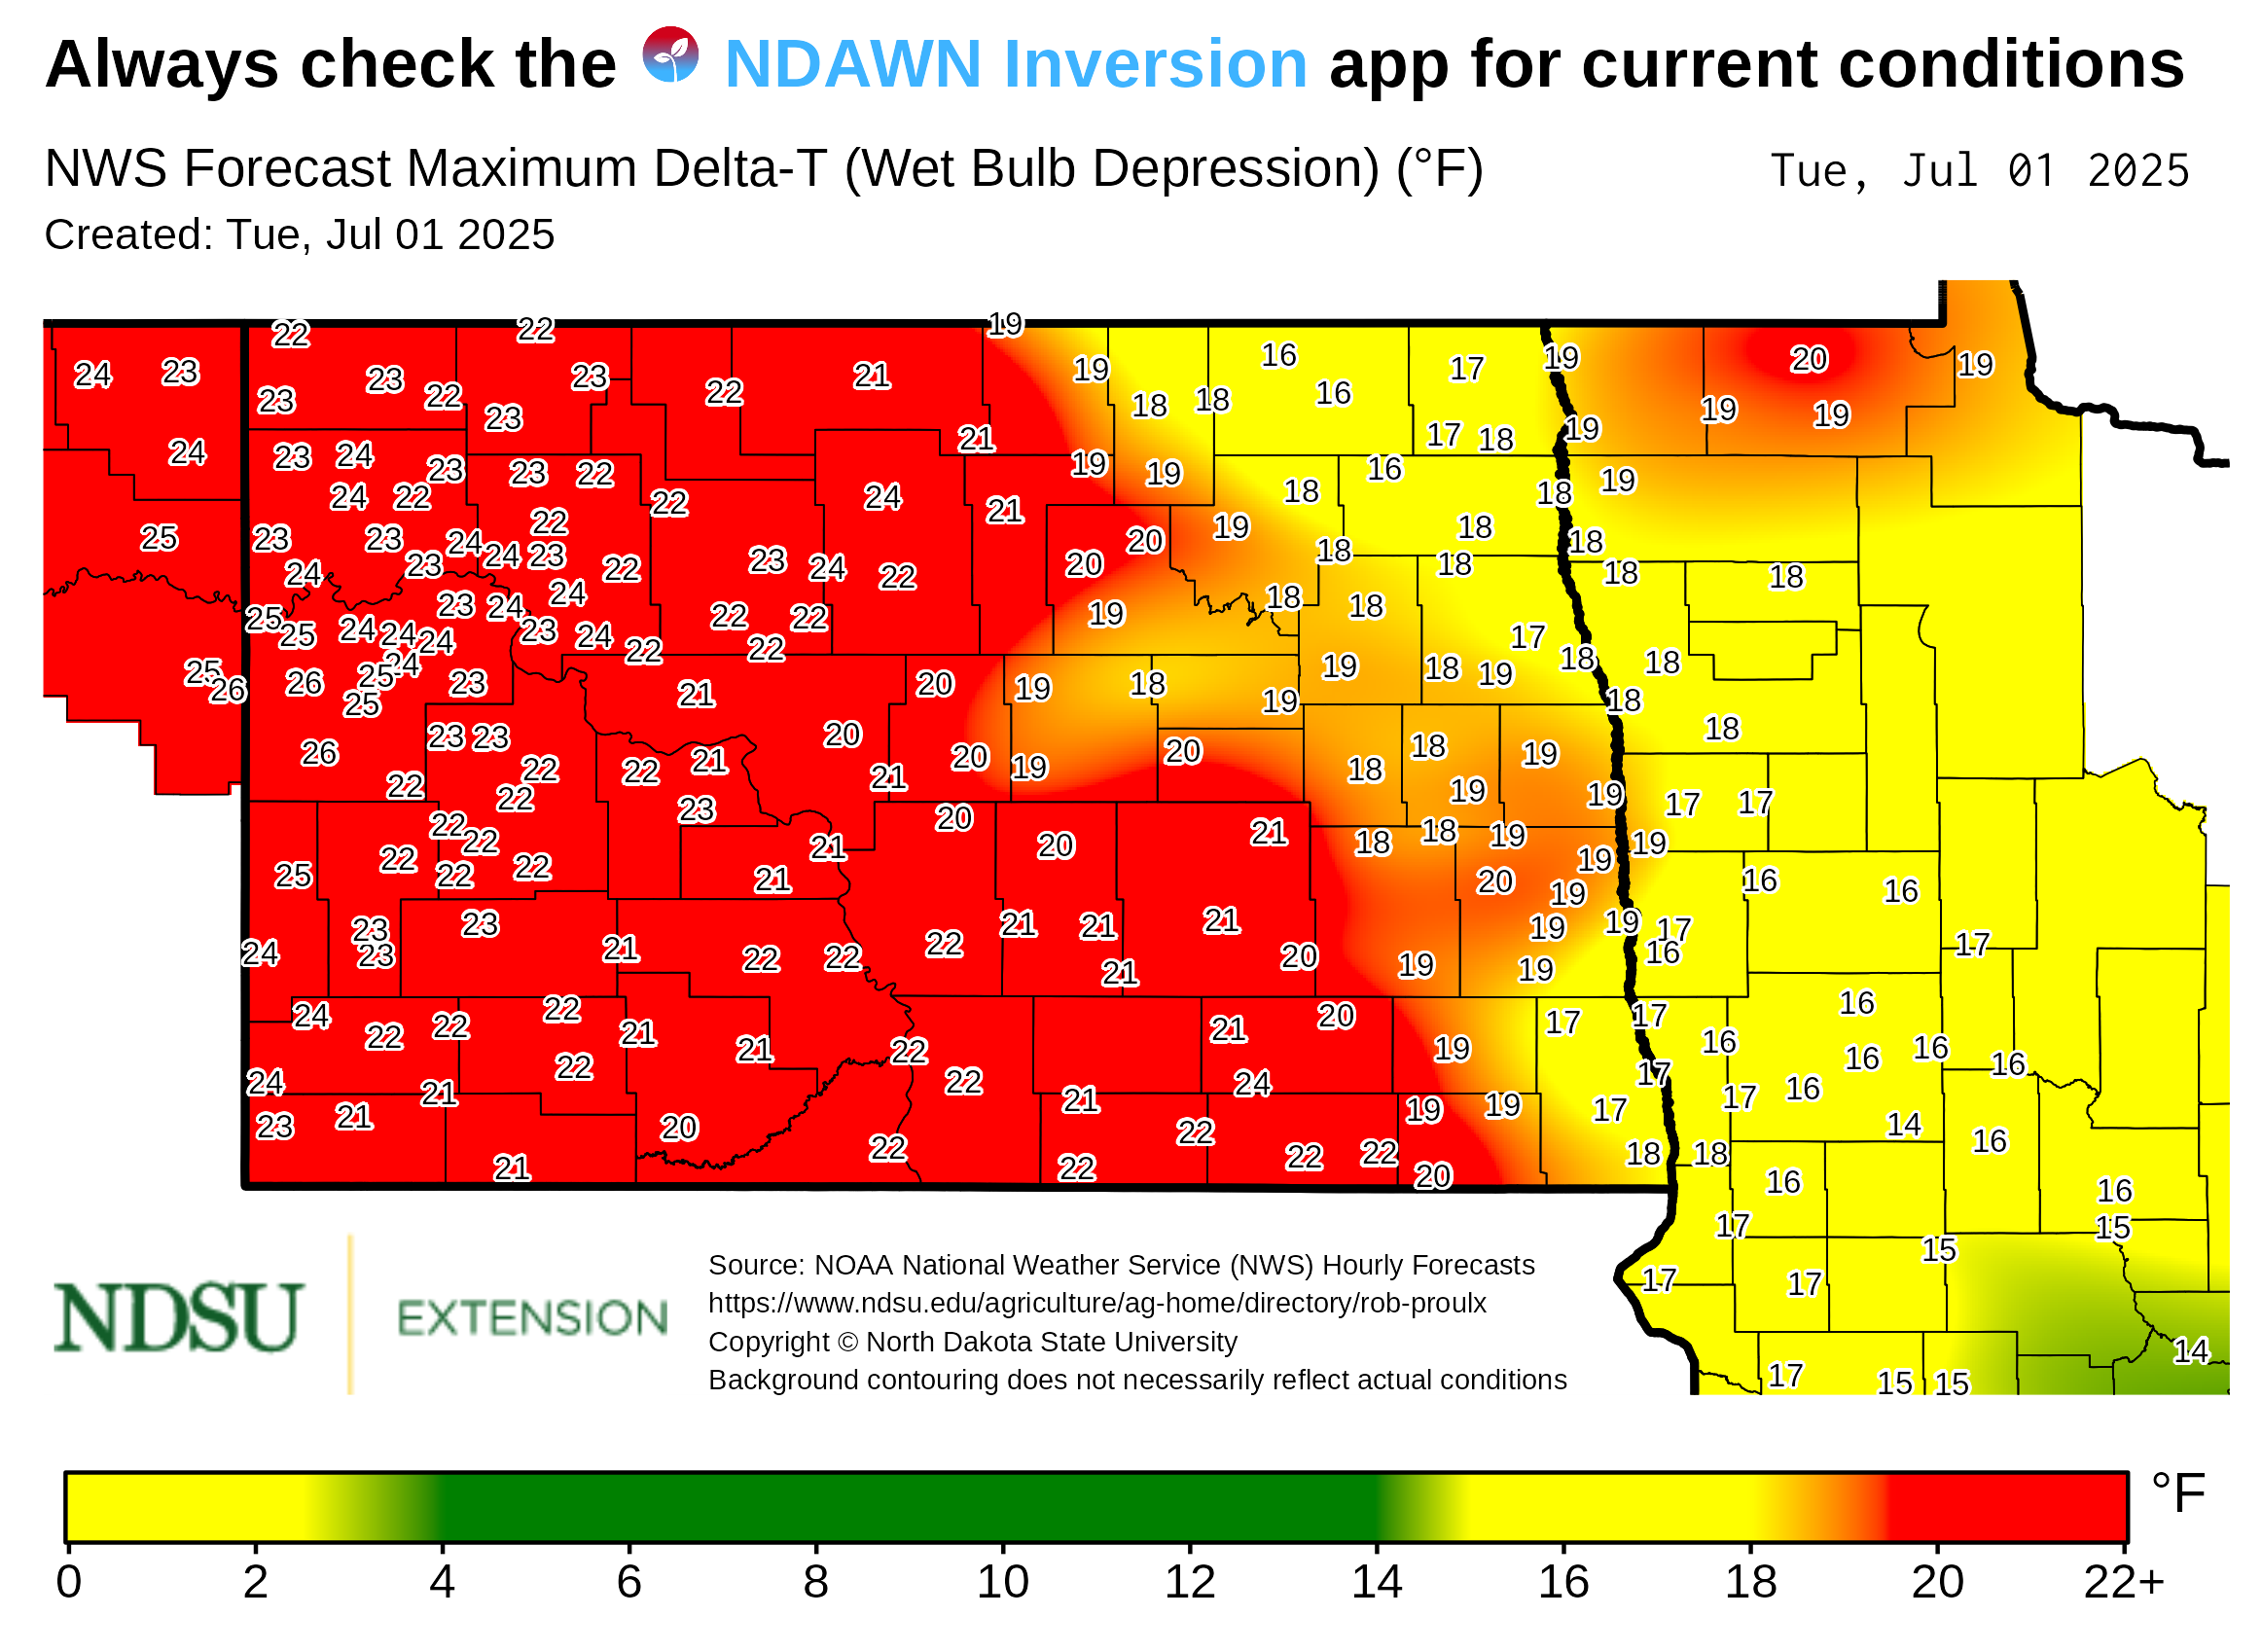 Always check the NDAWN Inversion app for current conditions
NWS Forecast Maximum Delta-T (Wet Bulb Depression) (°F) Tue, Jul 01 2025
Created: Tue, Jul 01 2025
22 22 19
24 23 23 23 22 21 19 16 17 19 20 19
23 22 23 18 18 16 19 19
24 23 24 23 23 22 21 19 19 16 17 18 19
24 22 22 24 21 18 18 19
25 23 23 24 24 22 23 20 19 18 18 18
24 23 22 23 24 22 20 18 18 18
25 25 24 24 24 23 24 24 23 24 22 22 22 22 19 18 18 17
25 26 26 25 24 25 23 21 20 19 18 19 19 18 19 18 18
26 23 23 22 22 21 20 21 20 19 20 18 18 19 18 18
22 22 23 20 19 19 17 17
22 22 22 22 22 21 20 21 18 18 19 19 19
25 21 20 19 16 16
24 23 23 23 21 22 22 22 21 21 21 20 19 19 19 17 16 17
21 19 19
24 22 22 22 21 21 22 21 20 19 17 17 16 16 16 16 16
24 21 22 22 21 24 19 19 17 17 17 16
23 21 20 22 22 22 22 22 20 18 18 14 16
21 22 16 16
17 15
Source: NOAA National Weather Service (NWS) Hourly Forecasts
https://www.ndsu.edu/agriculture/ag-home/directory/rob-proulx
Copyright © North Dakota State University
Background contouring does not necessarily reflect actual conditions
NDSU EXTENSION
17 17 15
14
17 15 15
°F
0 2 4 6 8 10 12 14 16 18 20 22+